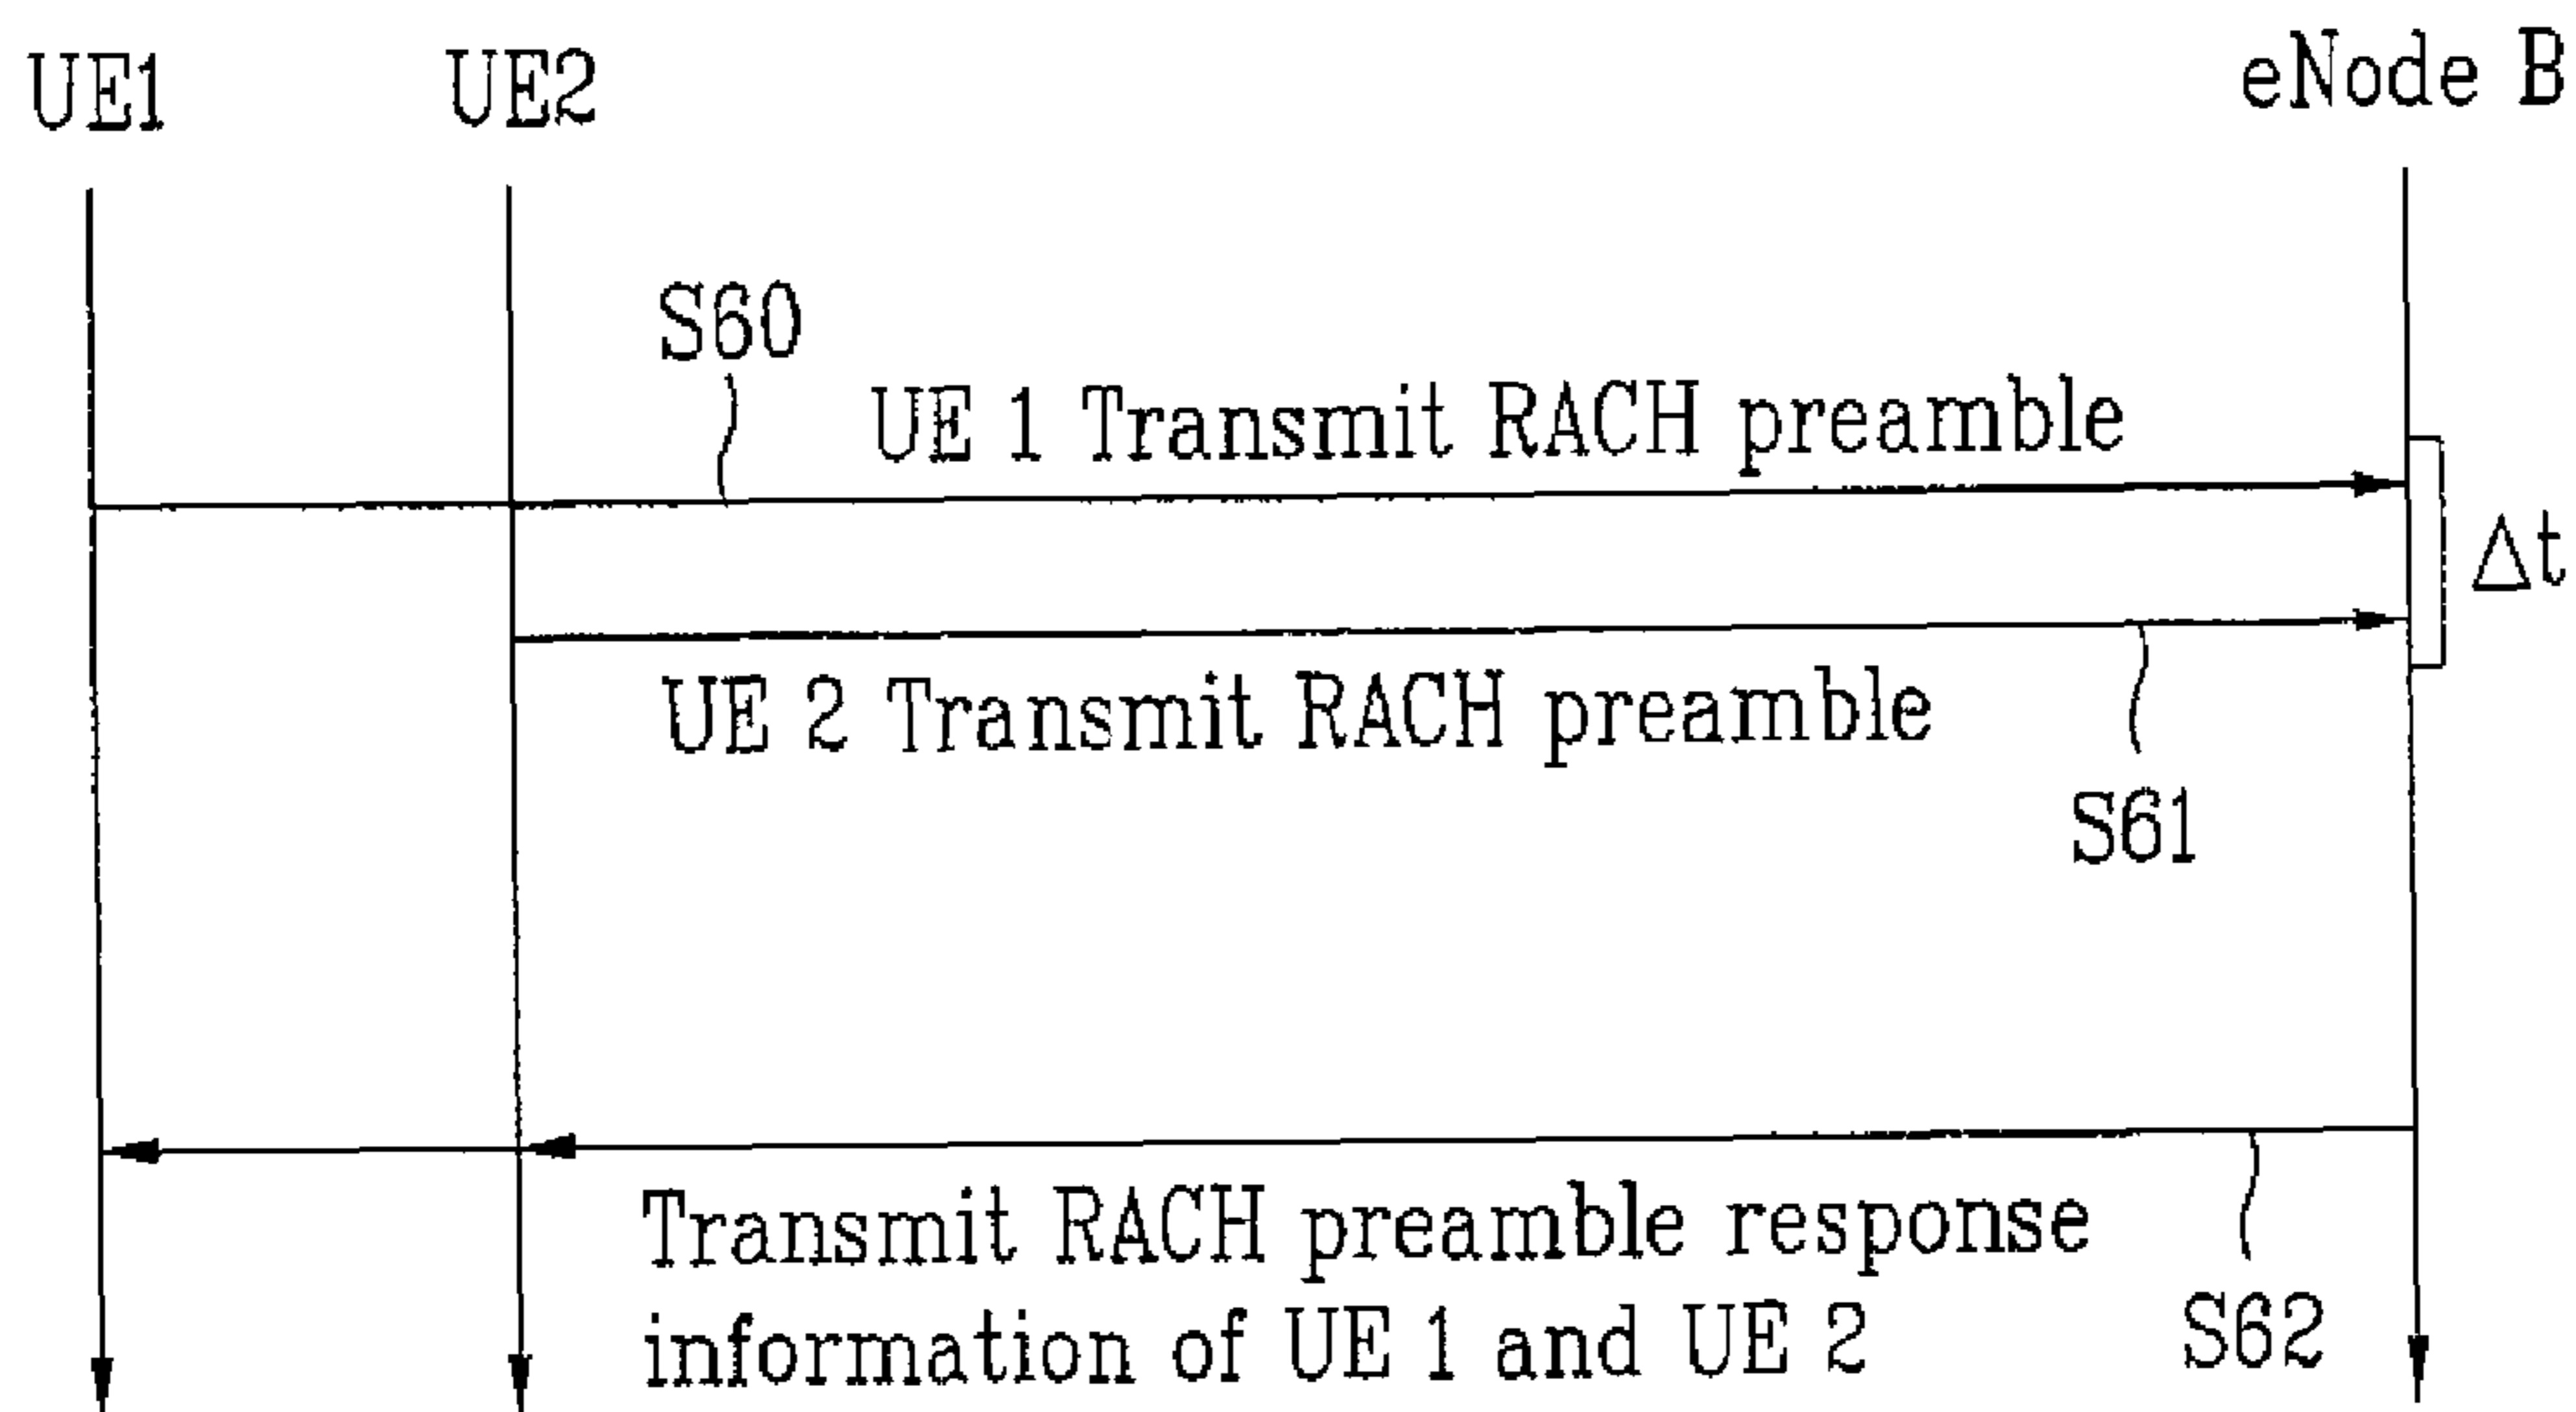 UE1
UE2
eNode B
S60
UE 1 Transmit RACH preamble
Δt
UE 2 Transmit RACH preamble
S61
Transmit RACH preamble response
information of UE 1 and UE 2
S62